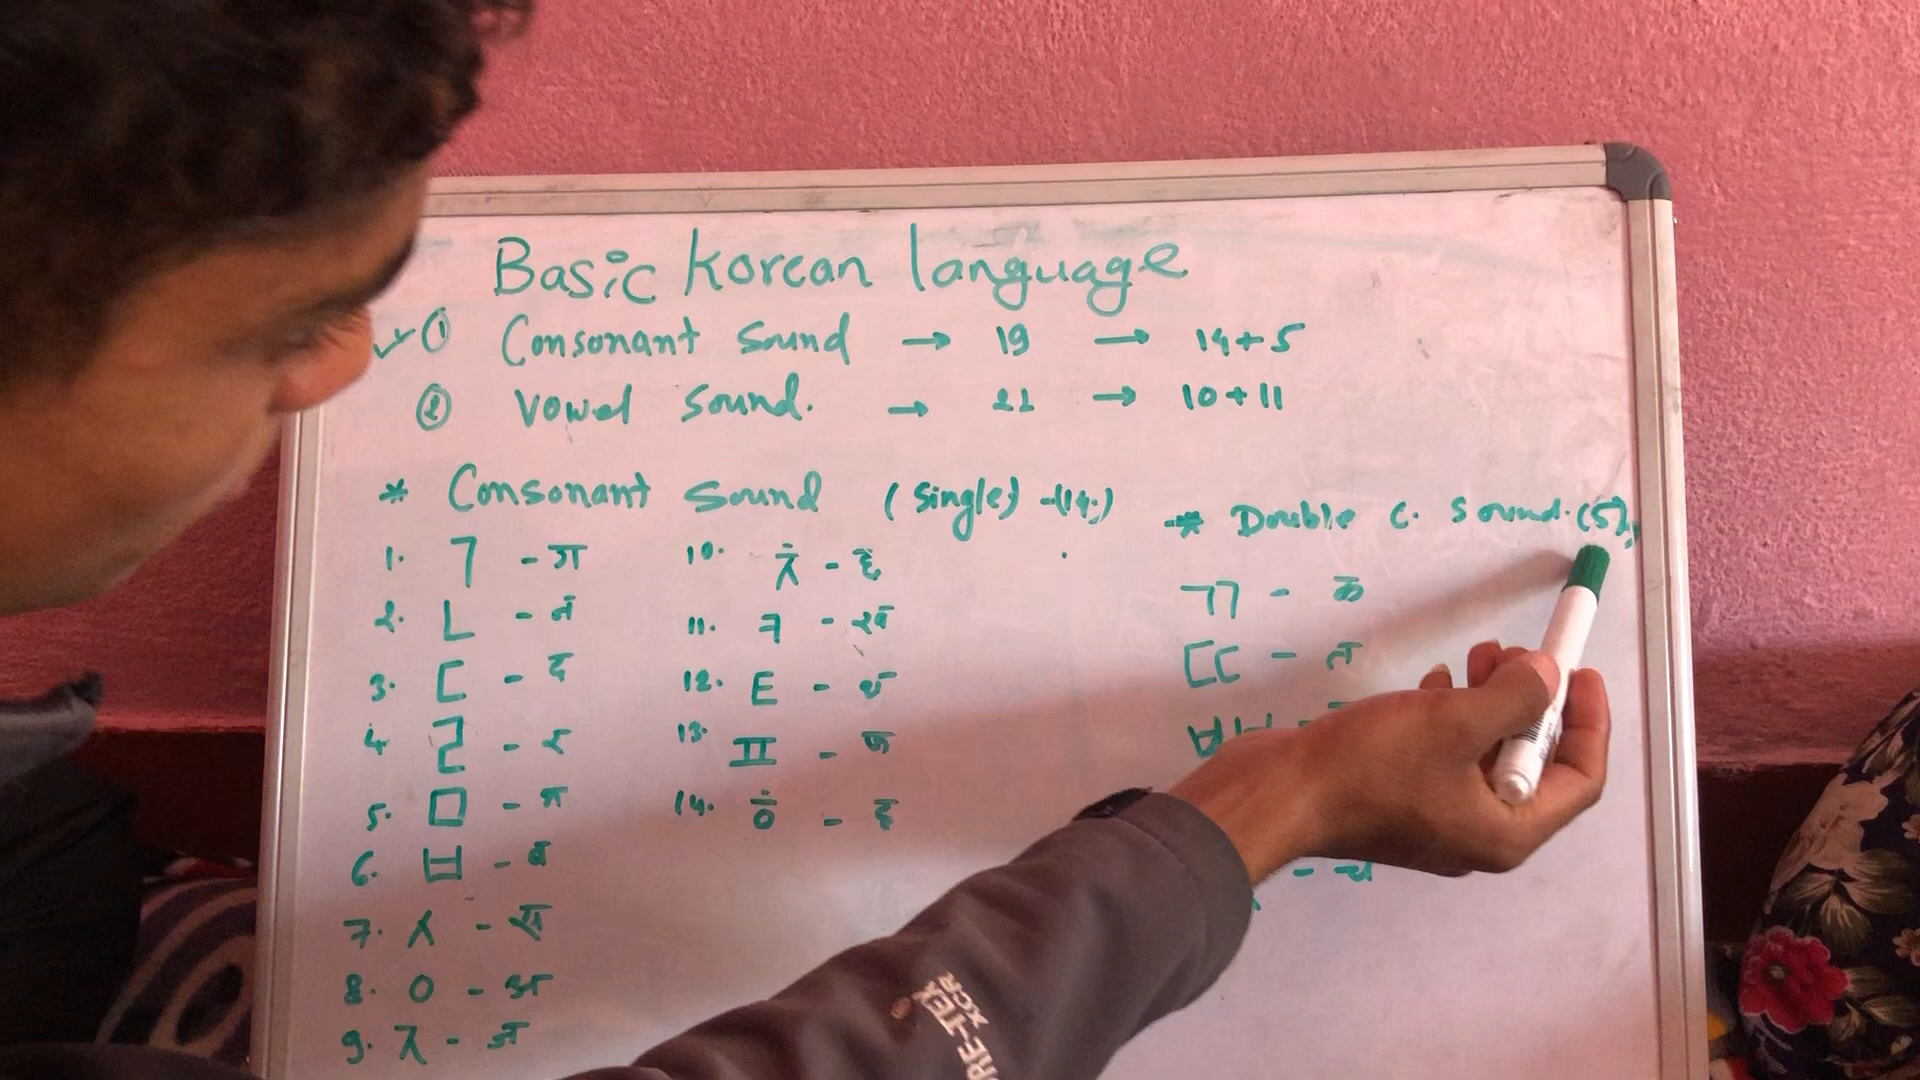 Basic Korean language
✓ ① Consonant Sound → 19 → 14+5
② Vowel Sound. → 21 → 10+11
* Consonant Sound (Single) -(14.)
1. ㄱ - ग
2. ㄴ - न
3. ㄷ - द
4 ㄹ - र
5. ㅁ - म
6. ㅂ - ब
7. ㅅ - स
8. ㅇ - अ
9. ㅈ - ज
10. ㅊ - छ
11. ㅋ - ख
12. ㅌ - थ
13. ㅍ - फ
14. ㅎ - ह
* Double C. Sound. (5)
ㄲ - क
ㄸ - त
ㅃ -
- च